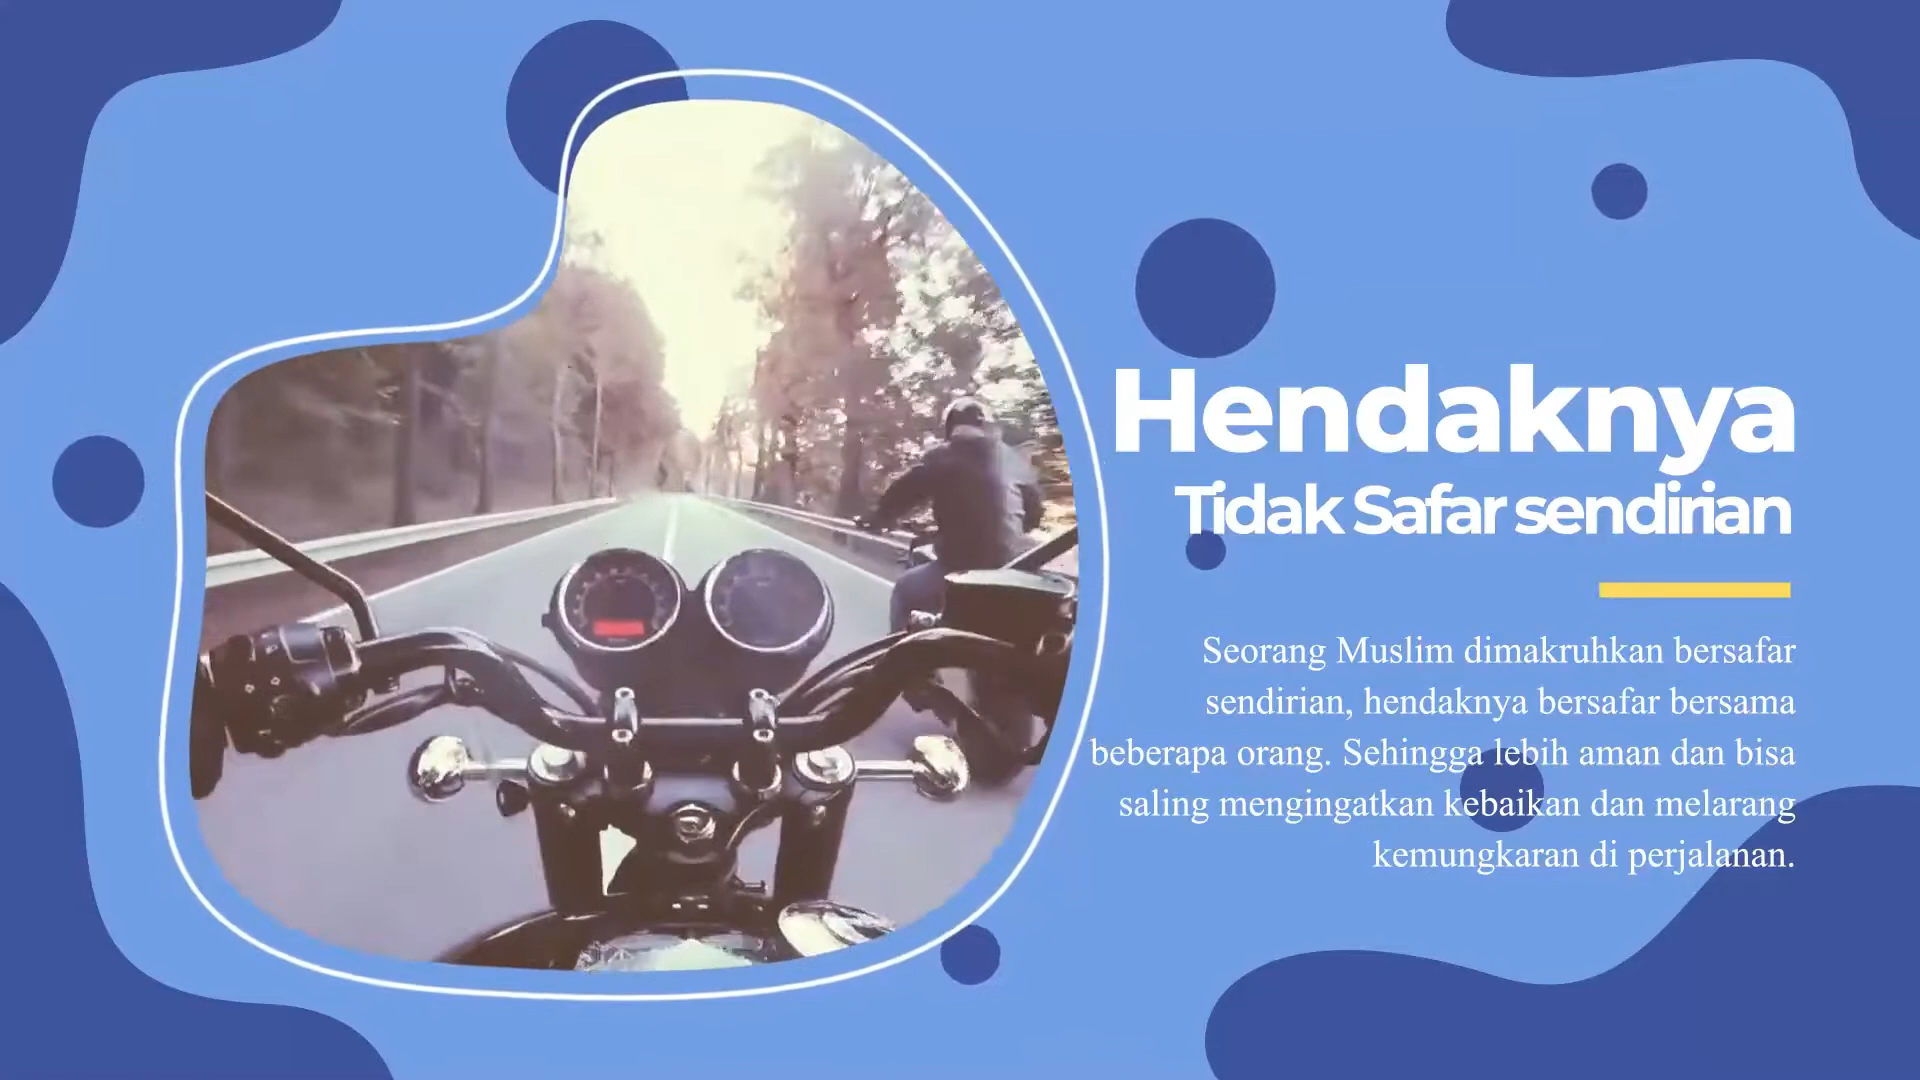 Hendaknya
Tidak Safar sendirian
Seorang Muslim dimakruhkan bersafar
sendirian, hendaknya bersafar bersama
beberapa orang. Sehingga lebih aman dan bisa
saling mengingatkan kebaikan dan melarang
kemungkaran di perjalanan.